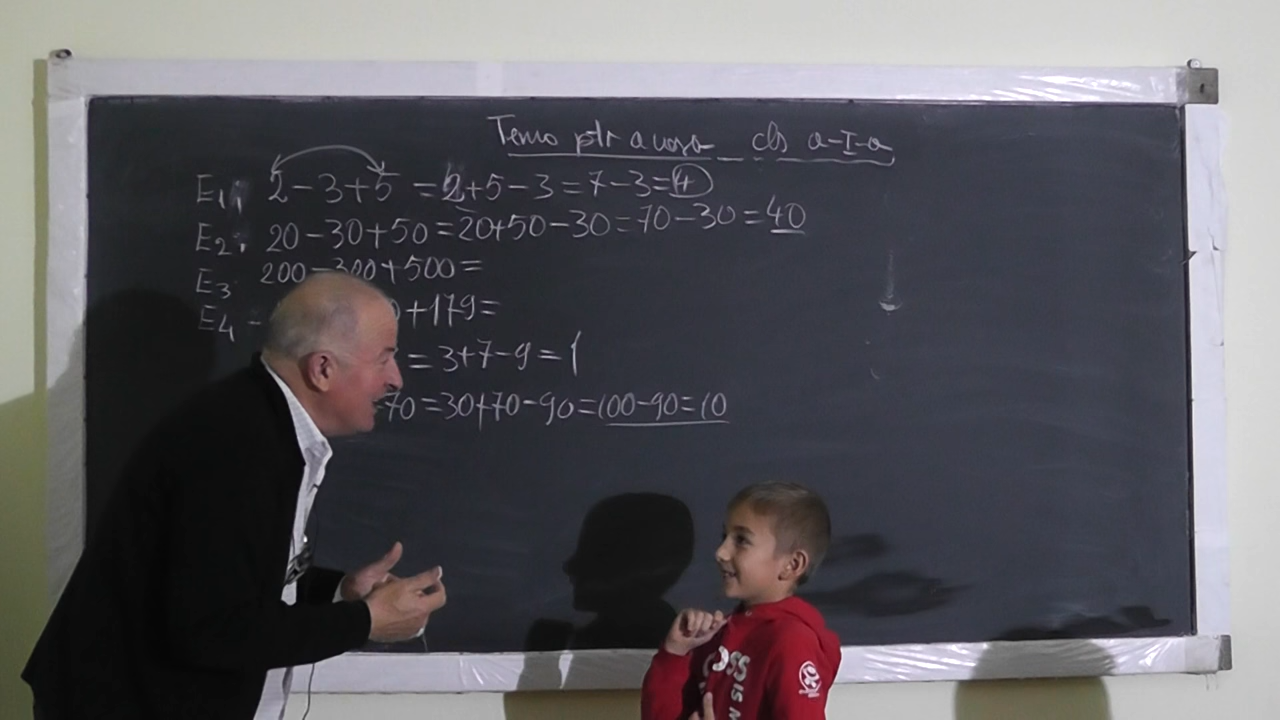 Tema ptr acasa cls a-I-a
E1, 2-3+5 =2+5-3=7-3=4
E2. 20-30+50=20+50-30=70-30=40
E3 200-300+500=
E4 +179=
=3+7-9=1
70=30+70-90=100-90=10